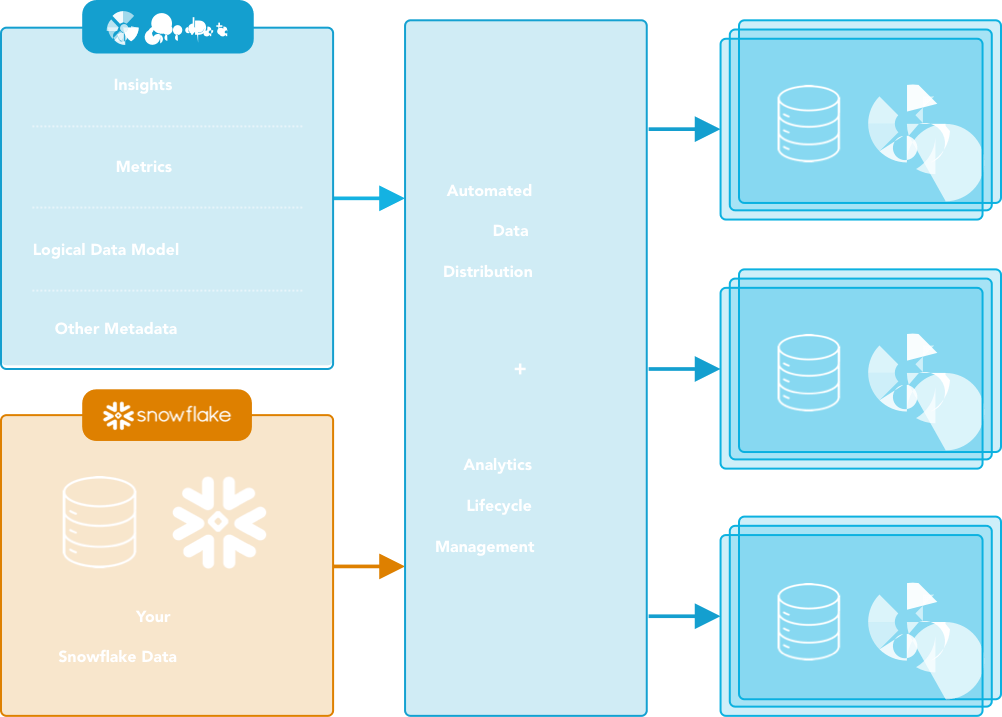 Insights
Metrics
Logical Data Model
Other Metadata
snowflake
Your
Snowflake Data
Automated
Data
Distribution
+
Analytics
Lifecycle
Management